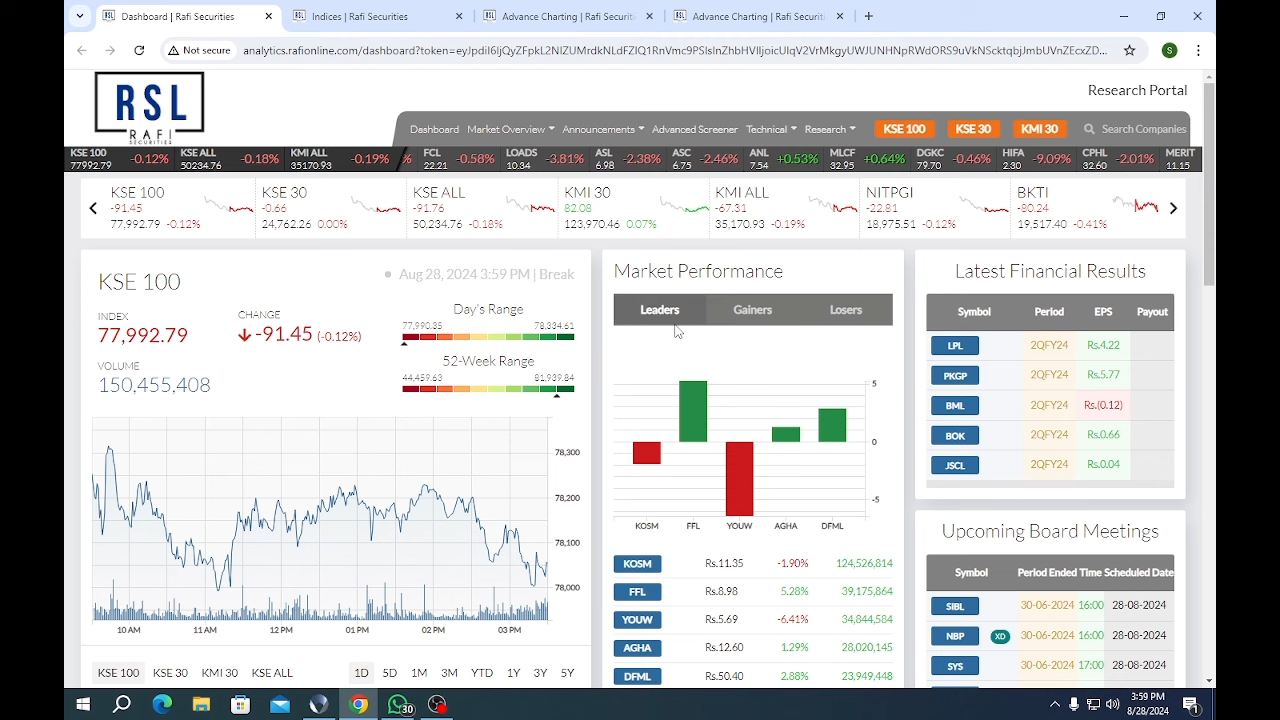 Dashboard | Rafi Securities
Indices | Rafi Securities
Advance Charting | Rafi Securiti
Advance Charting | Rafi Securiti
Not secure
S
RSL
RAFI
SECURITIES
Research Portal
Dashboard Market Overview Announcements Advanced Screener Technical Research KSE 100 KSE 30 KMI 30 Search Companies
KSE 100 77992.79 -0.12%
KSE ALL 50234.76 -0.18%
KMI ALL 35170.93 -0.19%
FCL 22.21 -0.58%
LOADS 10.34 -3.81%
ASL 6.98 -2.38%
ASC 6.75 -2.46%
ANL 7.54 +0.53%
MLCF 32.95 +0.64%
DGKC 79.70 -0.46%
HIFA 2.30 -9.09%
CPHL 32.60 -2.01%
MERIT 11.15
KSE 100
-91.45
77,992.79 -0.12%
KSE 30
-0.66
24,762.26 0.00%
KSE ALL
-91.76
50,234.76 -0.18%
KMI 30
82.08
123,970.46 0.07%
KMI ALL
-67.31
35,170.93 -0.19%
NITPGI
-22.81
18,975.51 -0.12%
BKTI
-80.24
19,517.40 -0.41%
KSE 100
Aug 28, 2024 3:59 PM | Break
INDEX
77,992.79
CHANGE
-91.45 (-0.12%)
VOLUME
150,455,408
Day's Range
77,990.35 78,334.61
52-Week Range
44,459.63 81,939.84
78,300
78,200
78,100
78,000
10 AM 11 AM 12 PM 01 PM 02 PM 03 PM
KSE 100 KSE 30 KMI 30 KSE ALL 1D 5D 1M 3M YTD 1Y 3Y 5Y
Market Performance
Leaders Gainers Losers
5
0
-5
KOSM FFL YOUW AGHA DFML
KOSM Rs.11.35 -1.90% 124,526,814
FFL Rs.8.98 5.28% 39,175,864
YOUW Rs.5.69 34,844,584
AGHA Rs.12.60 1.29% 28,020,145
DFML Rs.50.40 23,949,448
Latest Financial Results
Symbol Period EPS Payout
LPL 2QFY24 Rs.4.22
PKGP 2QFY24 Rs.5.77
BML 2QFY24 Rs.(0.12)
BOK 2QFY24 Rs.0.66
JSCL 2QFY24 Rs.0.04
Upcoming Board Meetings
Symbol Period Ended Time Scheduled Date
SIBL 30-06-2024 16:00 28-08-2024
NBP XD 30-06-2024 16:00 28-08-2024
SYS 30-06-2024 17:00 28-08-2024
30
3:59 PM
8/28/2024